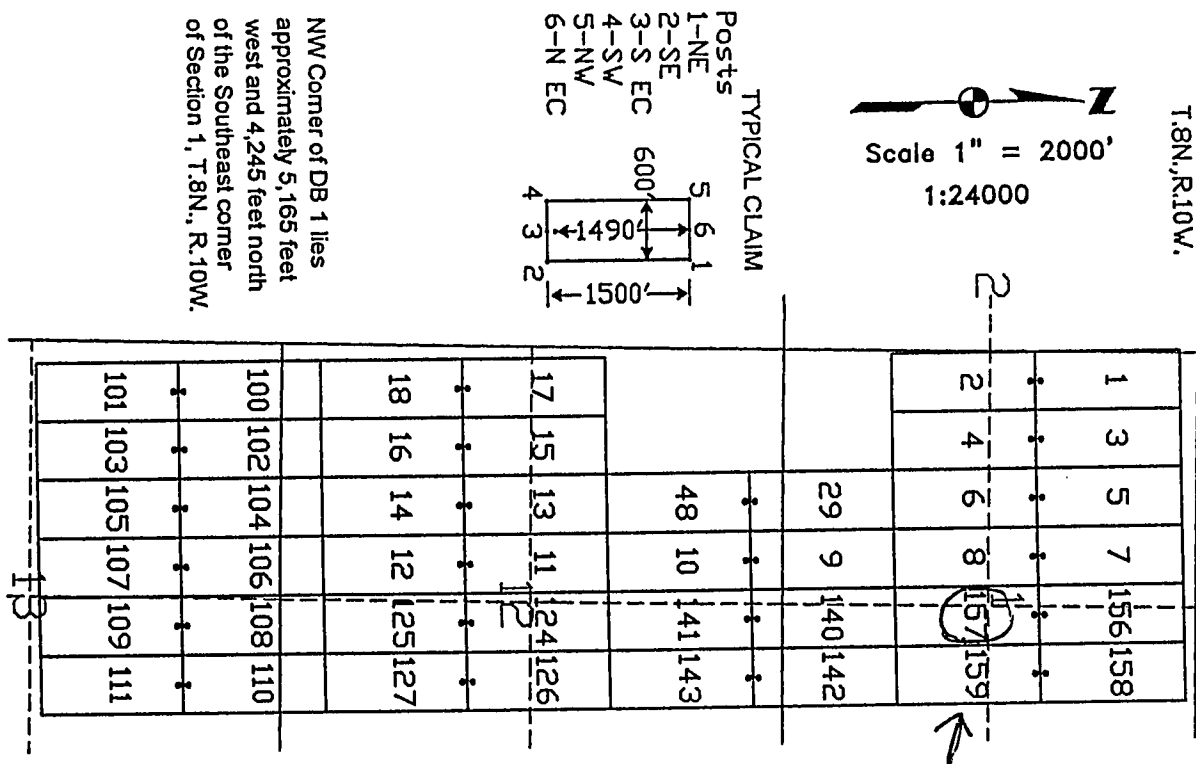 T.8N.,R.10W.
N
Scale 1" = 2000'
1:24000
TYPICAL CLAIM
Posts
1-NE
2-SE
3-S EC
4-SW
5-NW
6-N EC
5 6 1
600'
1490'
1500'
4 3 2
NW Corner of DB 1 lies
approximately 5,165 feet
west and 4,245 feet north
of the Southeast corner
of Section 1, T.8N., R.10W.
1 3 5 7 156 158
2
1
2 4 6 8 157 159
29 9 140 142
48 10 141 143
17 15 13 11 124 126
12
18 16 14 12 125 127
100 102 104 106 108 110
101 103 105 107 109 111
13